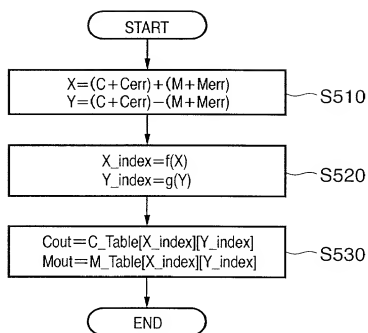 START
X=(C+Cerr)+(M+Merr)
Y=(C+Cerr)−(M+Merr)
S510
X_index=f(X)
Y_index=g(Y)
S520
Cout=C_Table[X_index][Y_index]
Mout=M_Table[X_index][Y_index]
S530
END